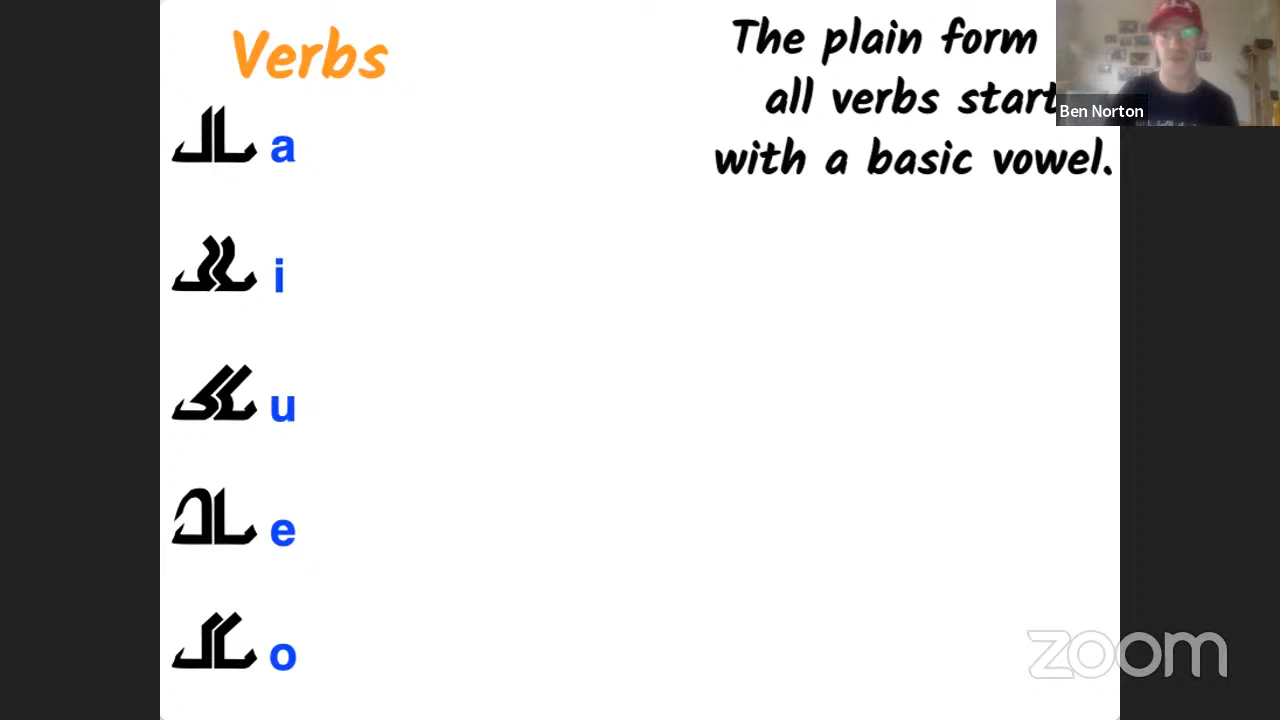 Verbs
The plain form
all verbs start
with a basic vowel.
Ben Norton
a
i
u
e
o
zoom